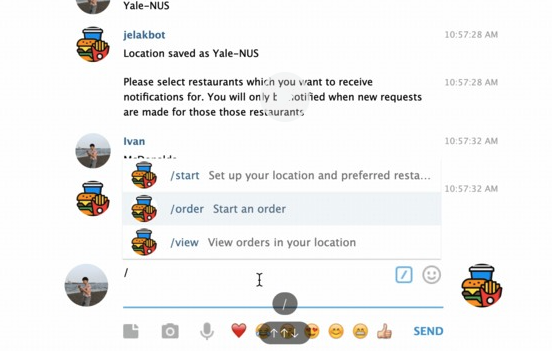 Yale-NUS
jelakbot 10:57:28 AM
Location saved as Yale-NUS
Please select restaurants which you want to receive 10:57:28 AM
notifications for. You will only be notified when new requests
are made for those those restaurants
Ivan 10:57:32 AM
/start Set up your location and preferred resta...
10:57:32 AM
/order Start an order
/view View orders in your location
/
/
↑↑↓
SEND